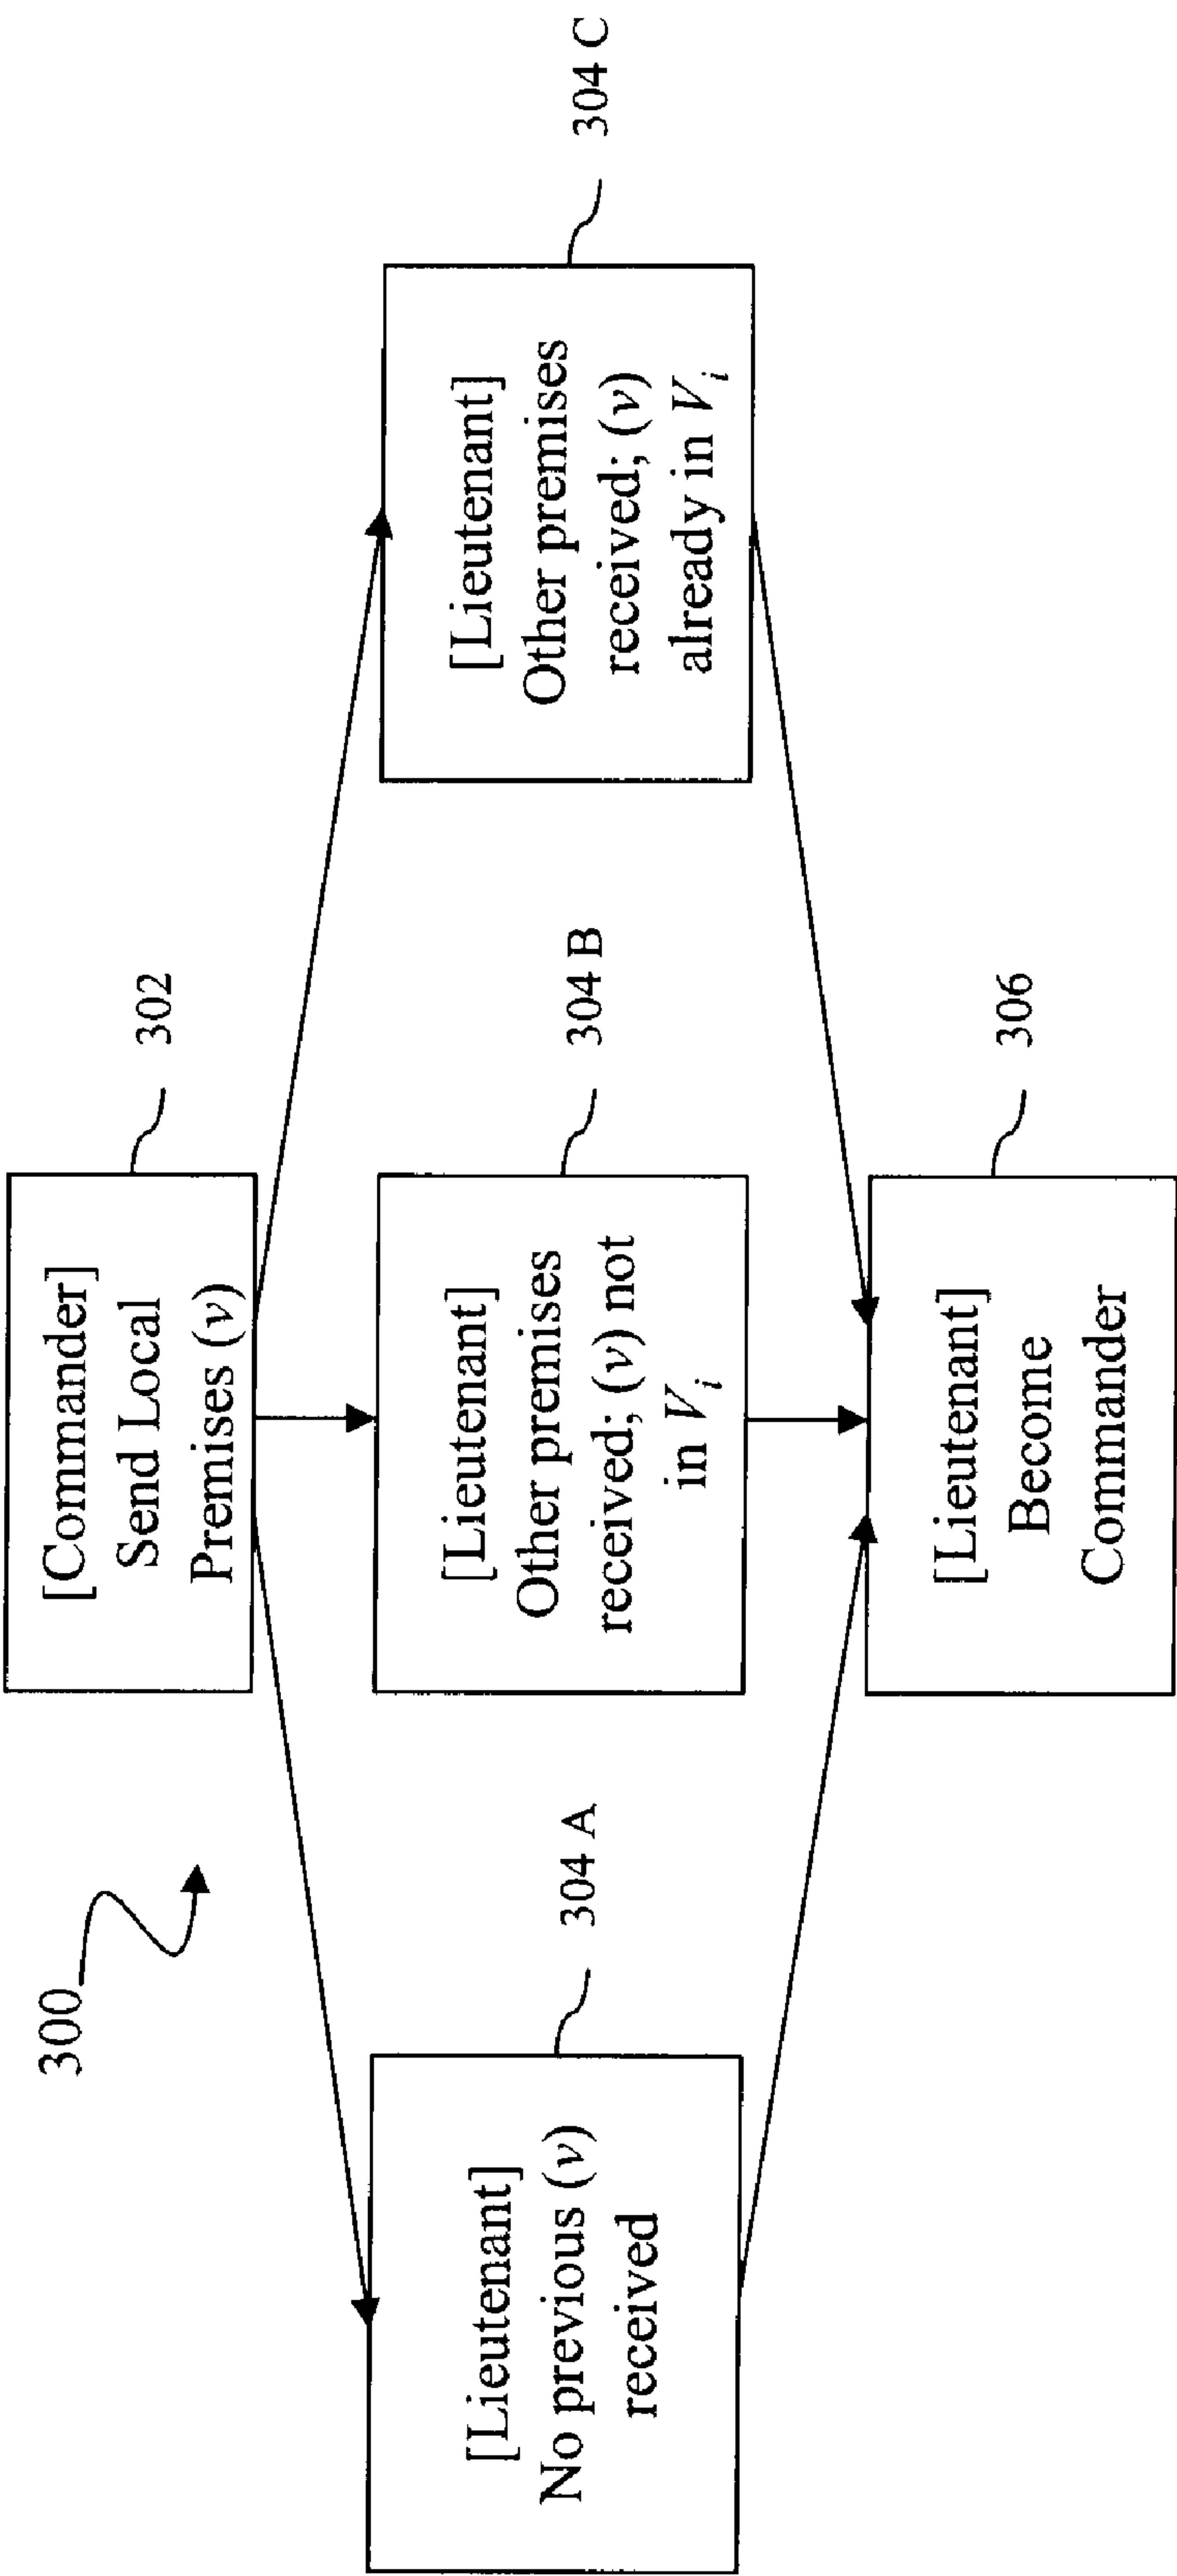 300
[Commander]
Send Local
Premises (v)
302
[Lieutenant]
No previous (v)
received
304 A
[Lieutenant]
Other premises
received; (v) not
in Vi
304 B
[Lieutenant]
Other premises
received; (v)
already in Vi
304 C
[Lieutenant]
Become
Commander
306